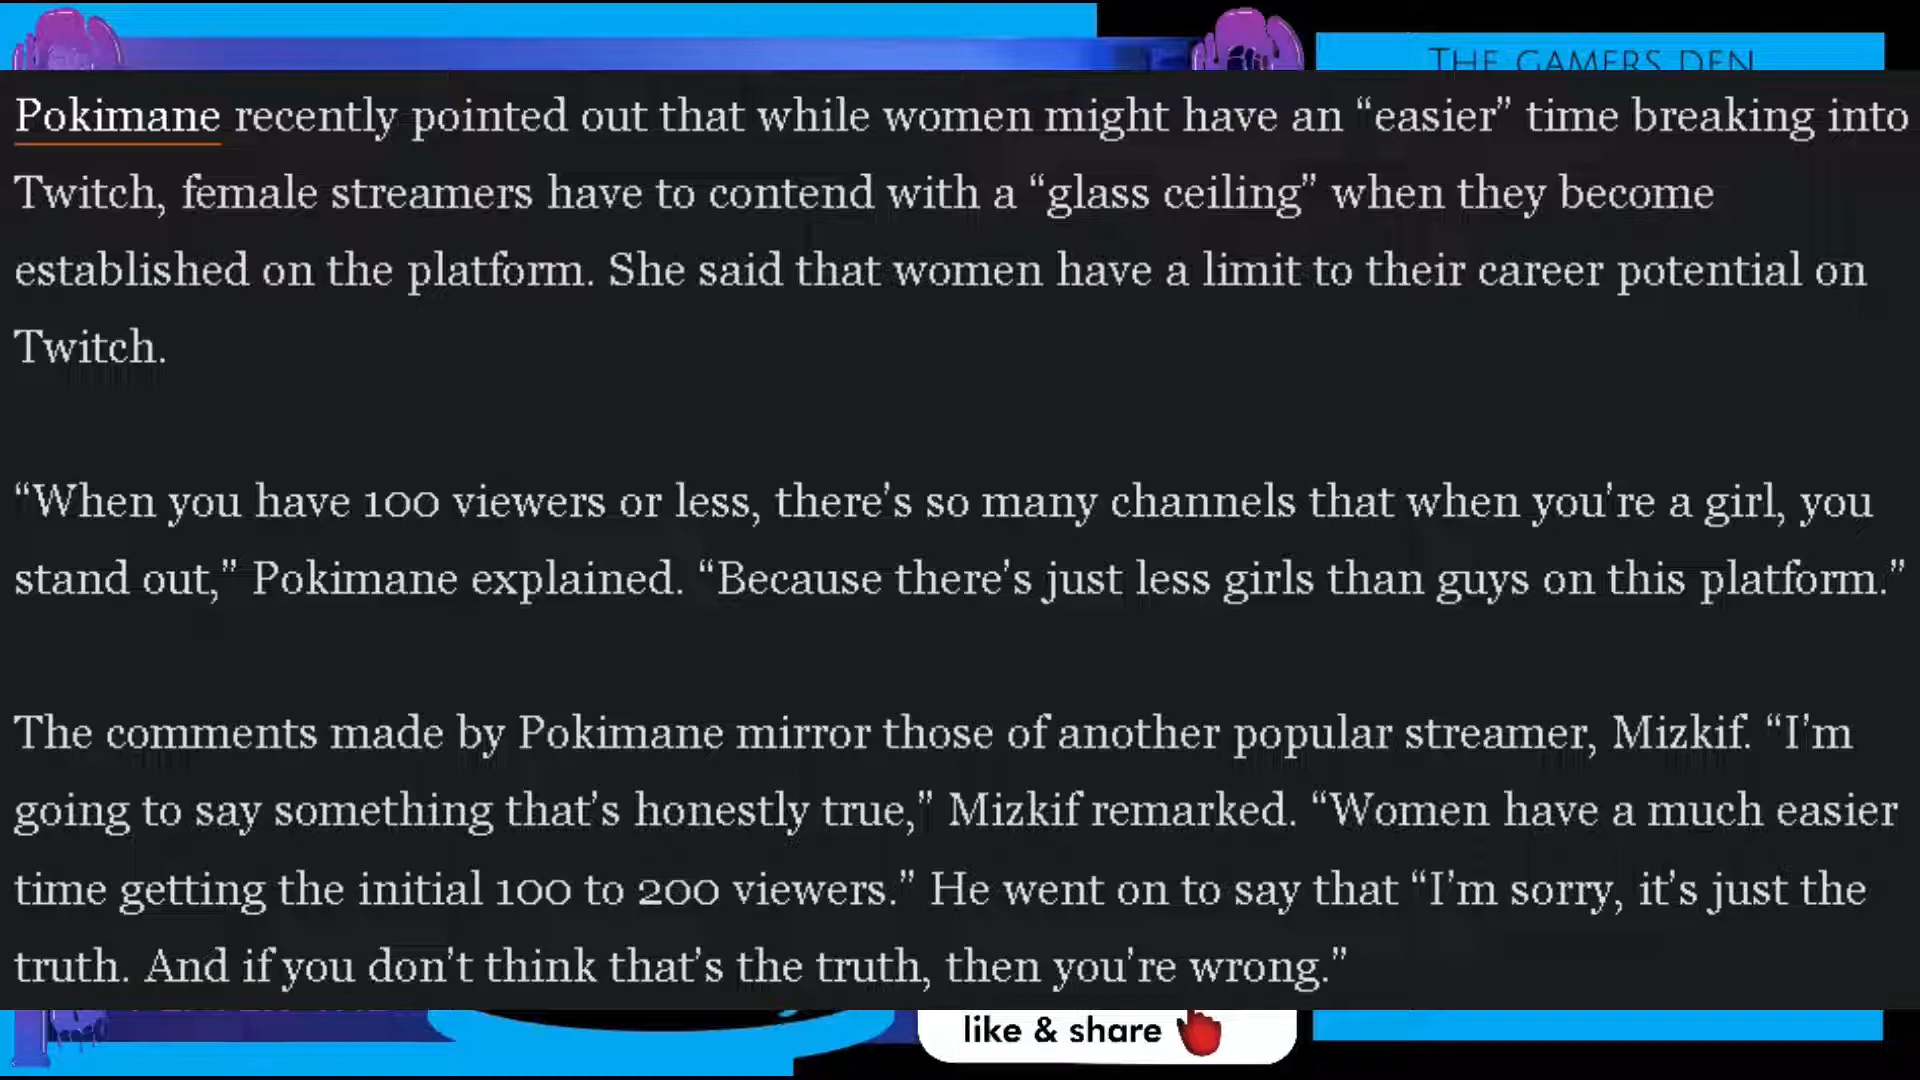 THE GAMERS DEN
Pokimane recently pointed out that while women might have an “easier” time breaking into
Twitch, female streamers have to contend with a “glass ceiling” when they become
established on the platform. She said that women have a limit to their career potential on
Twitch.
“When you have 100 viewers or less, there’s so many channels that when you’re a girl, you
stand out,” Pokimane explained. “Because there’s just less girls than guys on this platform.”
The comments made by Pokimane mirror those of another popular streamer, Mizkif. “I’m
going to say something that’s honestly true,” Mizkif remarked. “Women have a much easier
time getting the initial 100 to 200 viewers.” He went on to say that “I’m sorry, it’s just the
truth. And if you don’t think that’s the truth, then you’re wrong.”
like & share